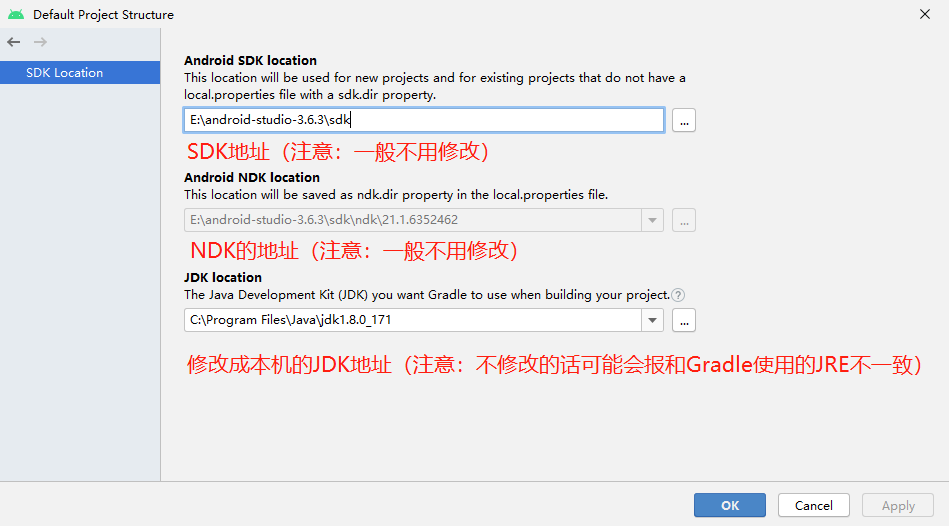 Default Project Structure
SDK Location
Android SDK location
This location will be used for new projects and for existing projects that do not have a
local.properties file with a sdk.dir property.
E:\android-studio-3.6.3\sdk
...
SDK地址（注意：一般不用修改）
Android NDK location
This location will be saved as ndk.dir property in the local.properties file.
E:\android-studio-3.6.3\sdk\ndk\21.1.6352462
...
NDK的地址（注意：一般不用修改）
JDK location
The Java Development Kit (JDK) you want Gradle to use when building your project. ?
C:\Program Files\Java\jdk1.8.0_171
...
修改成本机的JDK地址（注意：不修改的话可能会报和Gradle使用的JRE不一致）
OK
Cancel
Apply